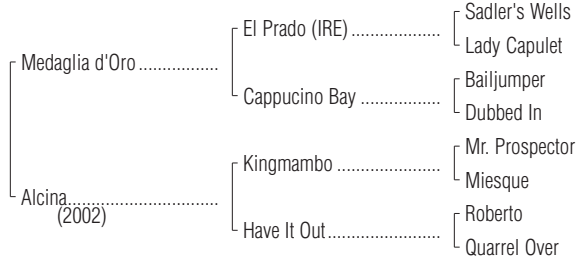 Sadler's Wells
El Prado (IRE) ....................
Lady Capulet
Medaglia d'Oro .................
Bailjumper
Cappucino Bay ..................
Dubbed In
Mr. Prospector
Kingmambo .......................
Miesque
Alcina................................
(2002)
Roberto
Have It Out.........................
Quarrel Over